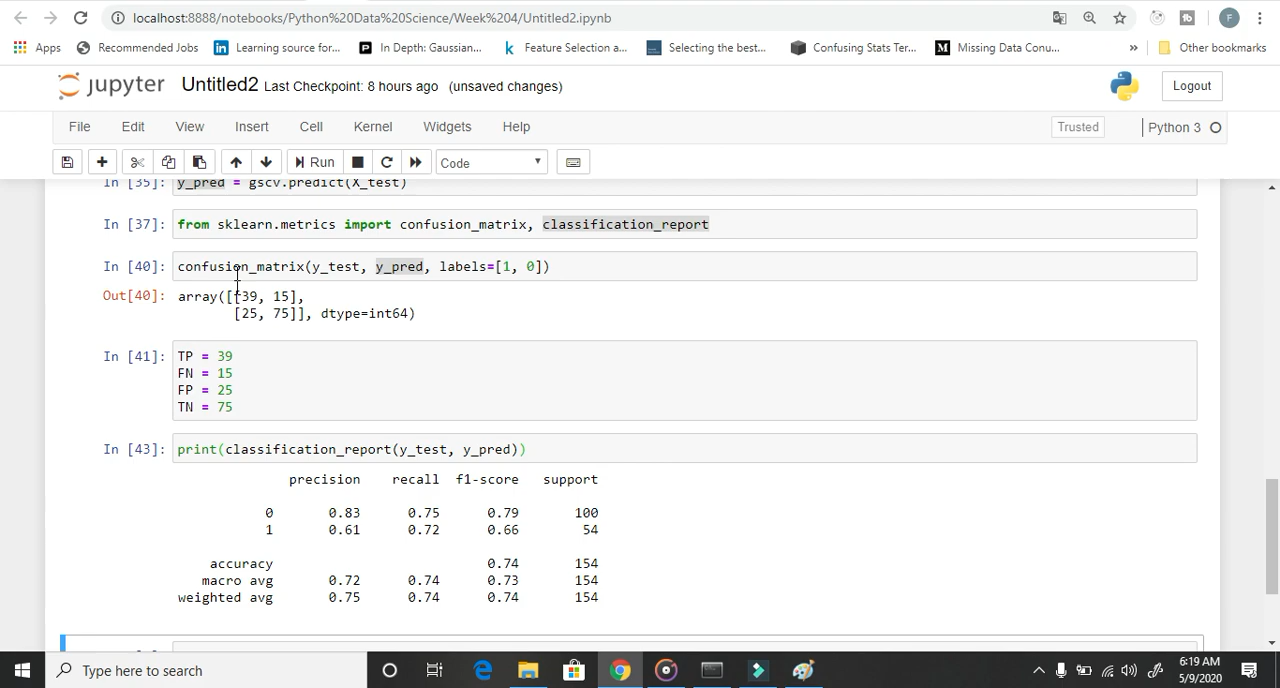 localhost:8888/notebooks/Python%20Data%20Science/Week%204/Untitled2.ipynb
Apps Recommended Jobs Learning source for... In Depth: Gaussian... Feature Selection a... Selecting the best... Confusing Stats Ter... Missing Data Conu... » Other bookmarks
jupyter Untitled2 Last Checkpoint: 8 hours ago (unsaved changes) Logout
File Edit View Insert Cell Kernel Widgets Help Trusted Python 3
Run Code
In [35]: y_pred = gscv.predict(X_test)
In [37]: from sklearn.metrics import confusion_matrix, classification_report
In [40]: confusion_matrix(y_test, y_pred, labels=[1, 0])
Out[40]: array([[39, 15],
[25, 75]], dtype=int64)
In [41]: TP = 39
FN = 15
FP = 25
TN = 75
In [43]: print(classification_report(y_test, y_pred))
precision recall f1-score support
0 0.83 0.75 0.79 100
1 0.61 0.72 0.66 54
accuracy 0.74 154
macro avg 0.72 0.74 0.73 154
weighted avg 0.75 0.74 0.74 154
Type here to search
6:19 AM
5/9/2020